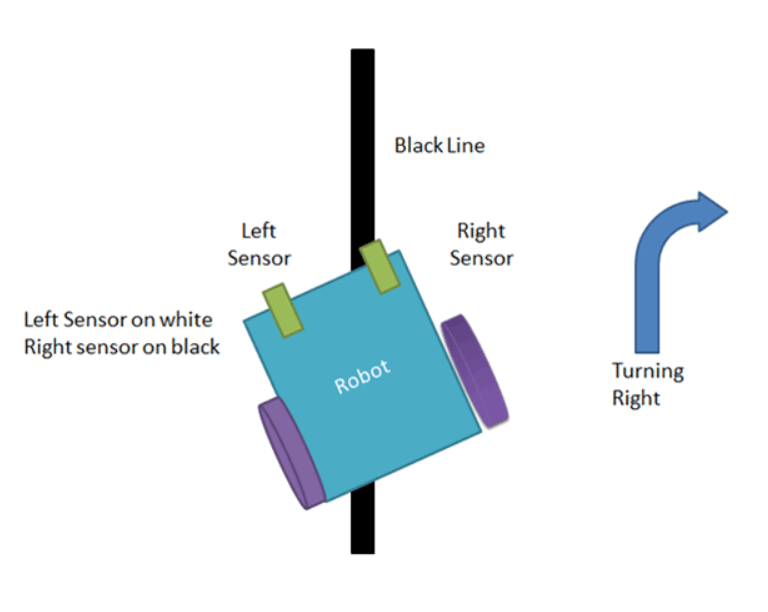 Black Line
Left
Sensor
Right
Sensor
Left Sensor on white
Right sensor on black
Robot
Turning
Right